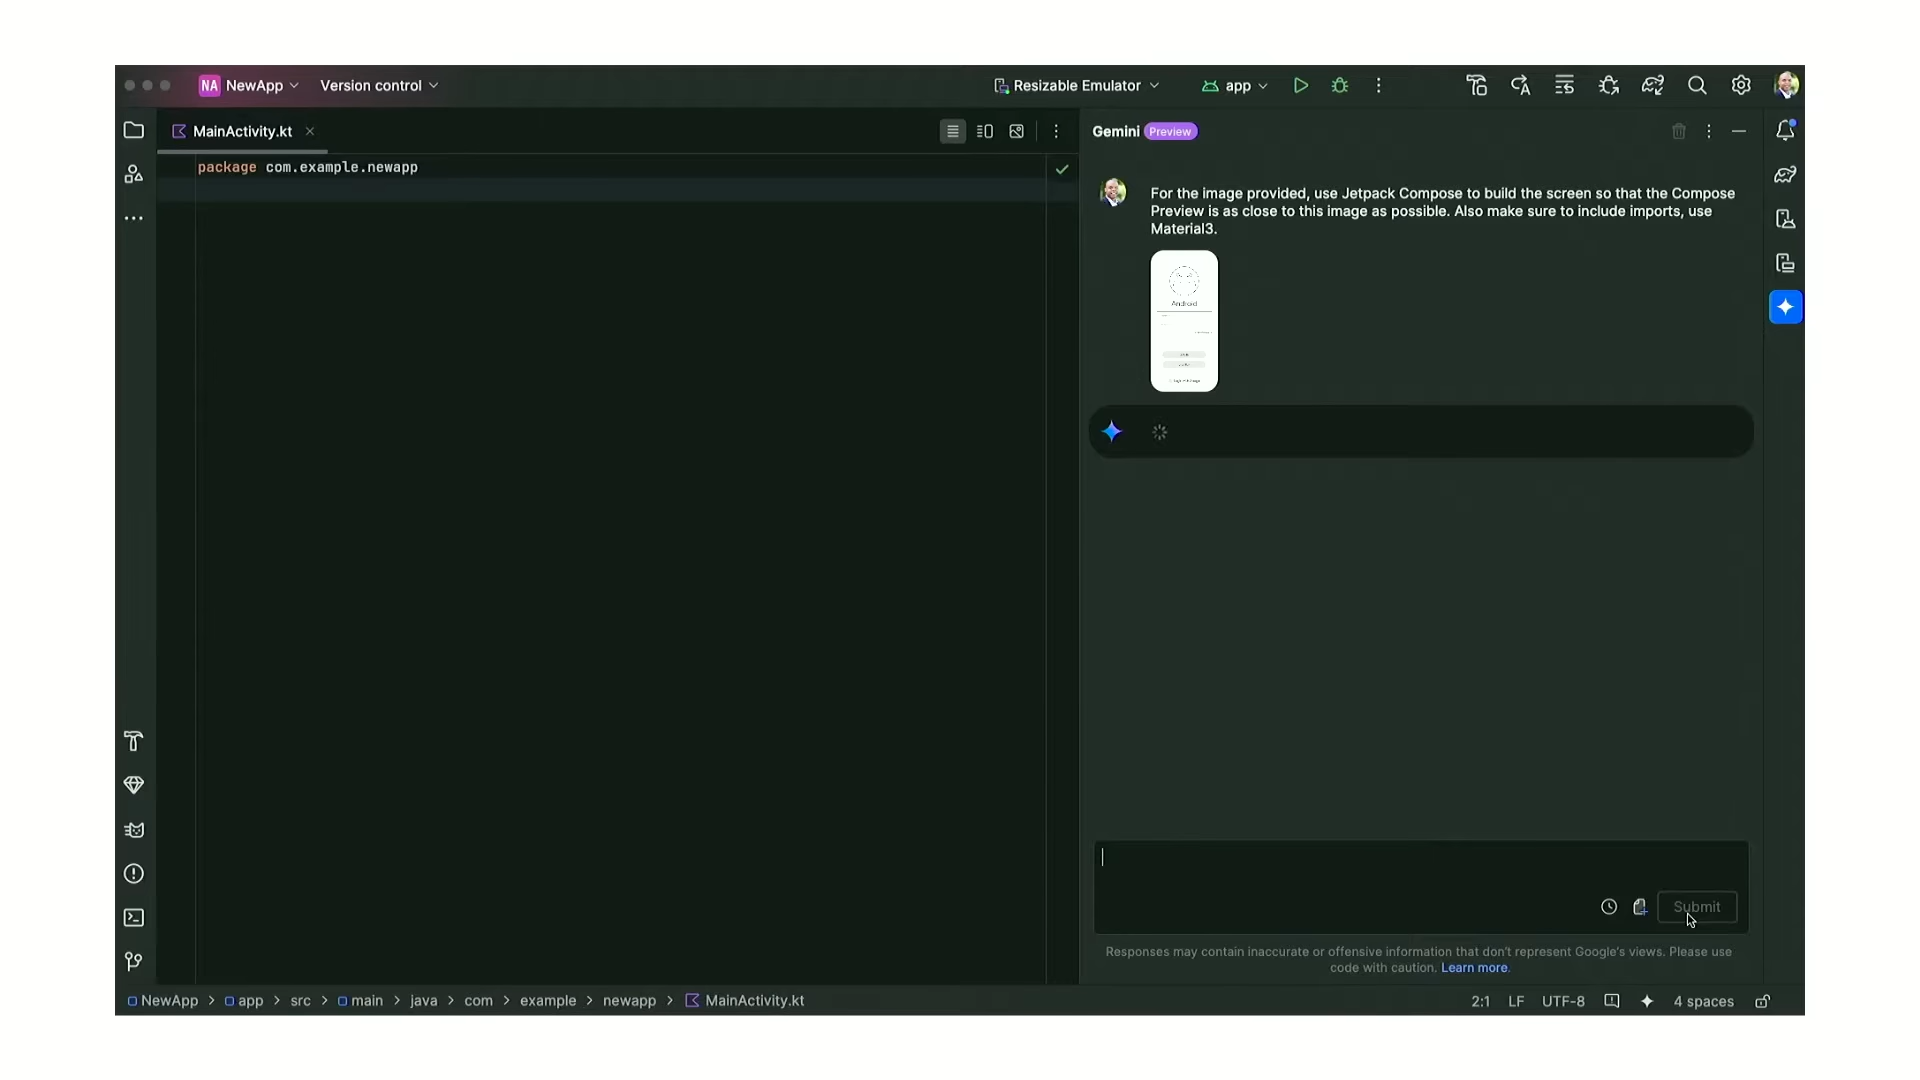 NA NewApp Version control Resizable Emulator app
MainActivity.kt
Gemini Preview
package com.example.newapp
For the image provided, use Jetpack Compose to build the screen so that the Compose
Preview is as close to this image as possible. Also make sure to include imports, use
Material3.
Android
Submit
Responses may contain inaccurate or offensive information that don't represent Google's views. Please use
code with caution. Learn more.
NewApp > app > src > main > java > com > example > newapp > MainActivity.kt 2:1 LF UTF-8 4 spaces